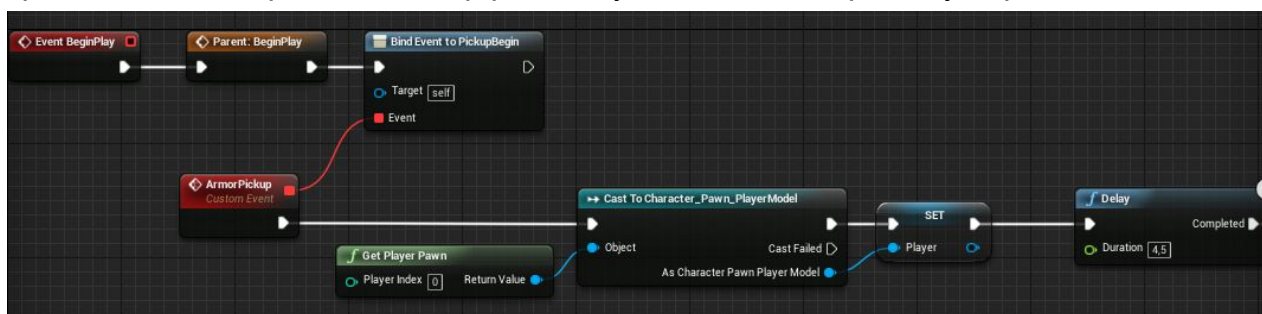 Event BeginPlay
Parent: BeginPlay
Bind Event to PickupBegin
Target self
Event
ArmorPickup
Custom Event
Get Player Pawn
Player Index 0 Return Value
Cast To Character_Pawn_PlayerModel
Object Cast Failed
As Character Pawn Player Model
SET
Player
Delay
Completed
Duration 4,5